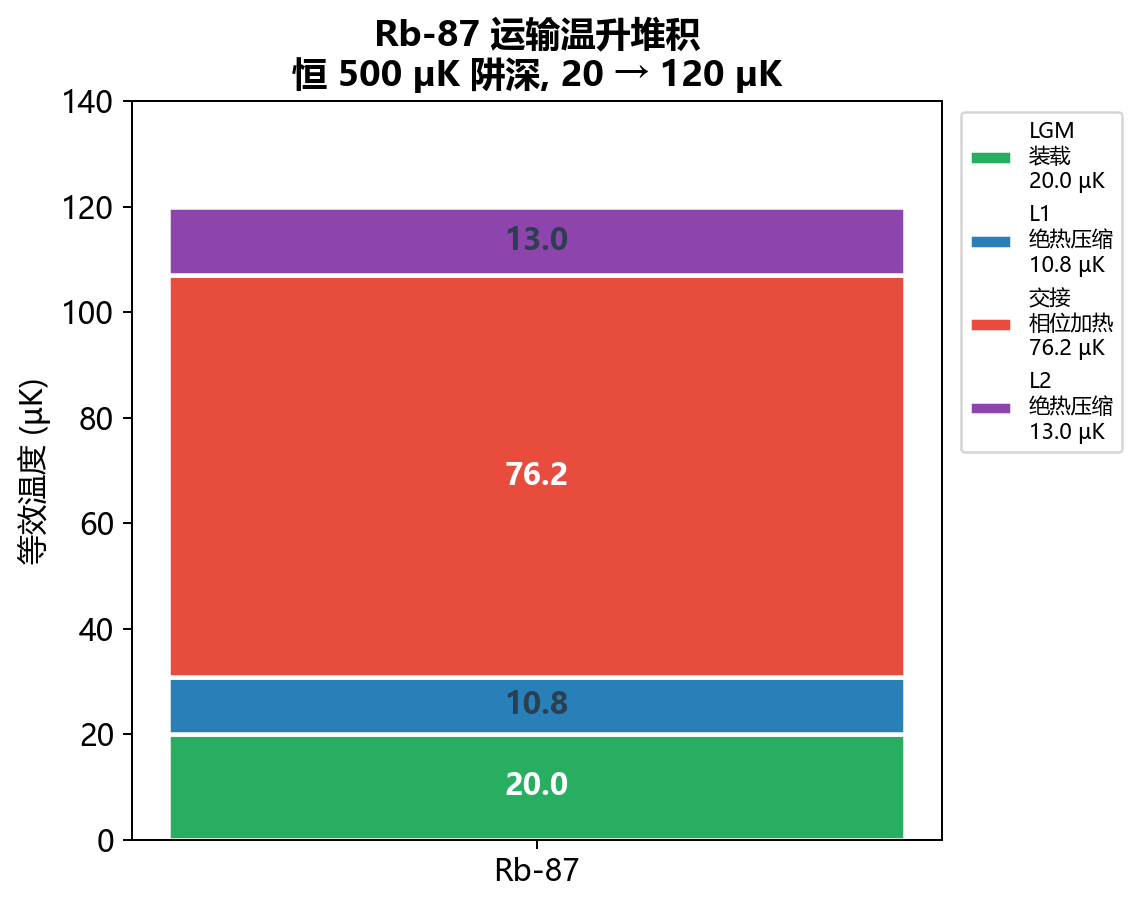 Rb-87 运输温升堆积
恒 500 μK 阱深, 20 → 120 μK
等效温度 (μK)
140
120
100
80
60
40
20
0
13.0
76.2
10.8
20.0
Rb-87
LGM
装载
20.0 μK
L1
绝热压缩
10.8 μK
交接
相位加热
76.2 μK
L2
绝热压缩
13.0 μK